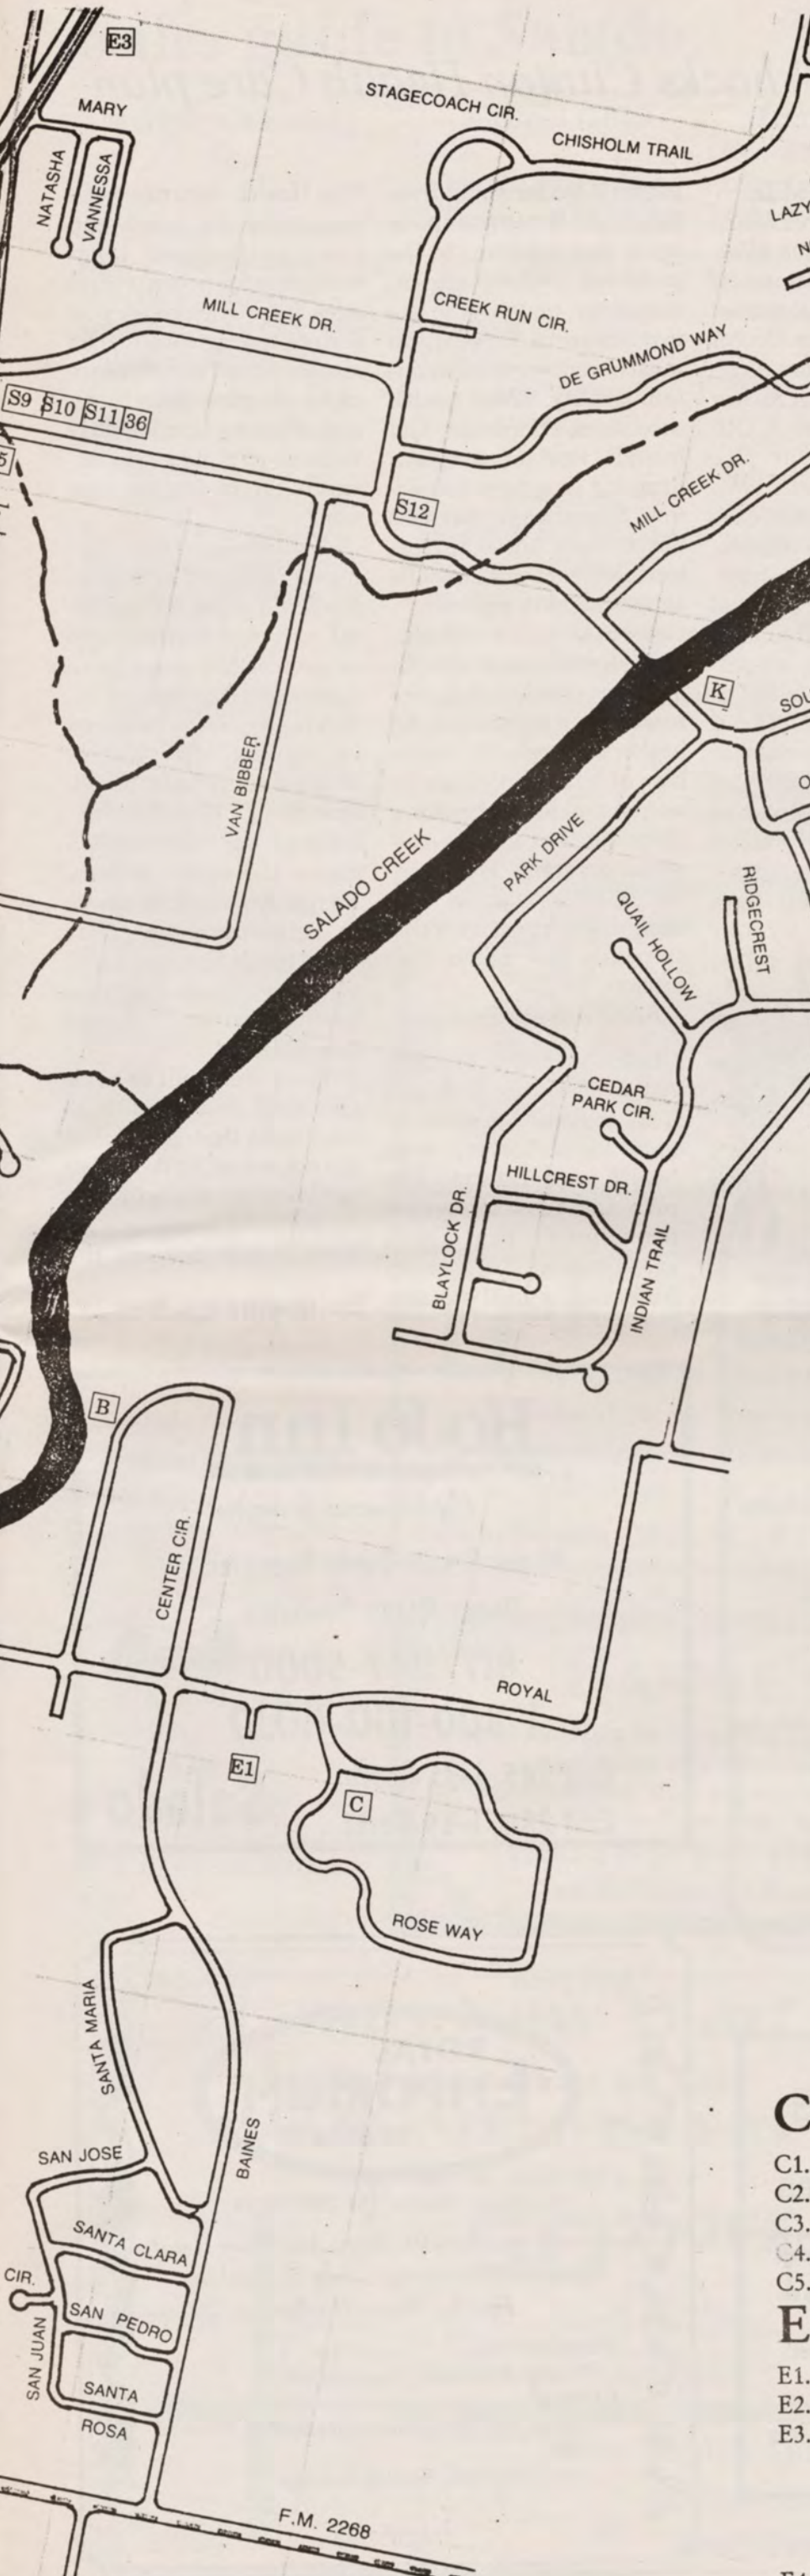 E3
MARY
NATASHA
VANNESSA
STAGECOACH CIR.
CHISHOLM TRAIL
LAZY
N
MILL CREEK DR.
CREEK RUN CIR.
DE GRUMMOND WAY
S9 S10 S11 36
5
S12
MILL CREEK DR.
K
SOU
VAN BIBBER
SALADO CREEK
PARK DRIVE
QUAIL HOLLOW
RIDGECREST
CEDAR
PARK CIR.
HILLCREST DR.
BLAYLOCK DR.
INDIAN TRAIL
B
CENTER CIR.
ROYAL
E1
C
ROSE WAY
SANTA MARIA
BAINES
SAN JOSE
SANTA CLARA
CIR.
SAN PEDRO
SAN JUAN
SANTA
ROSA
F.M. 2268
C
C1.
C2.
C3.
C4.
C5.
E
E1.
E2.
E3.